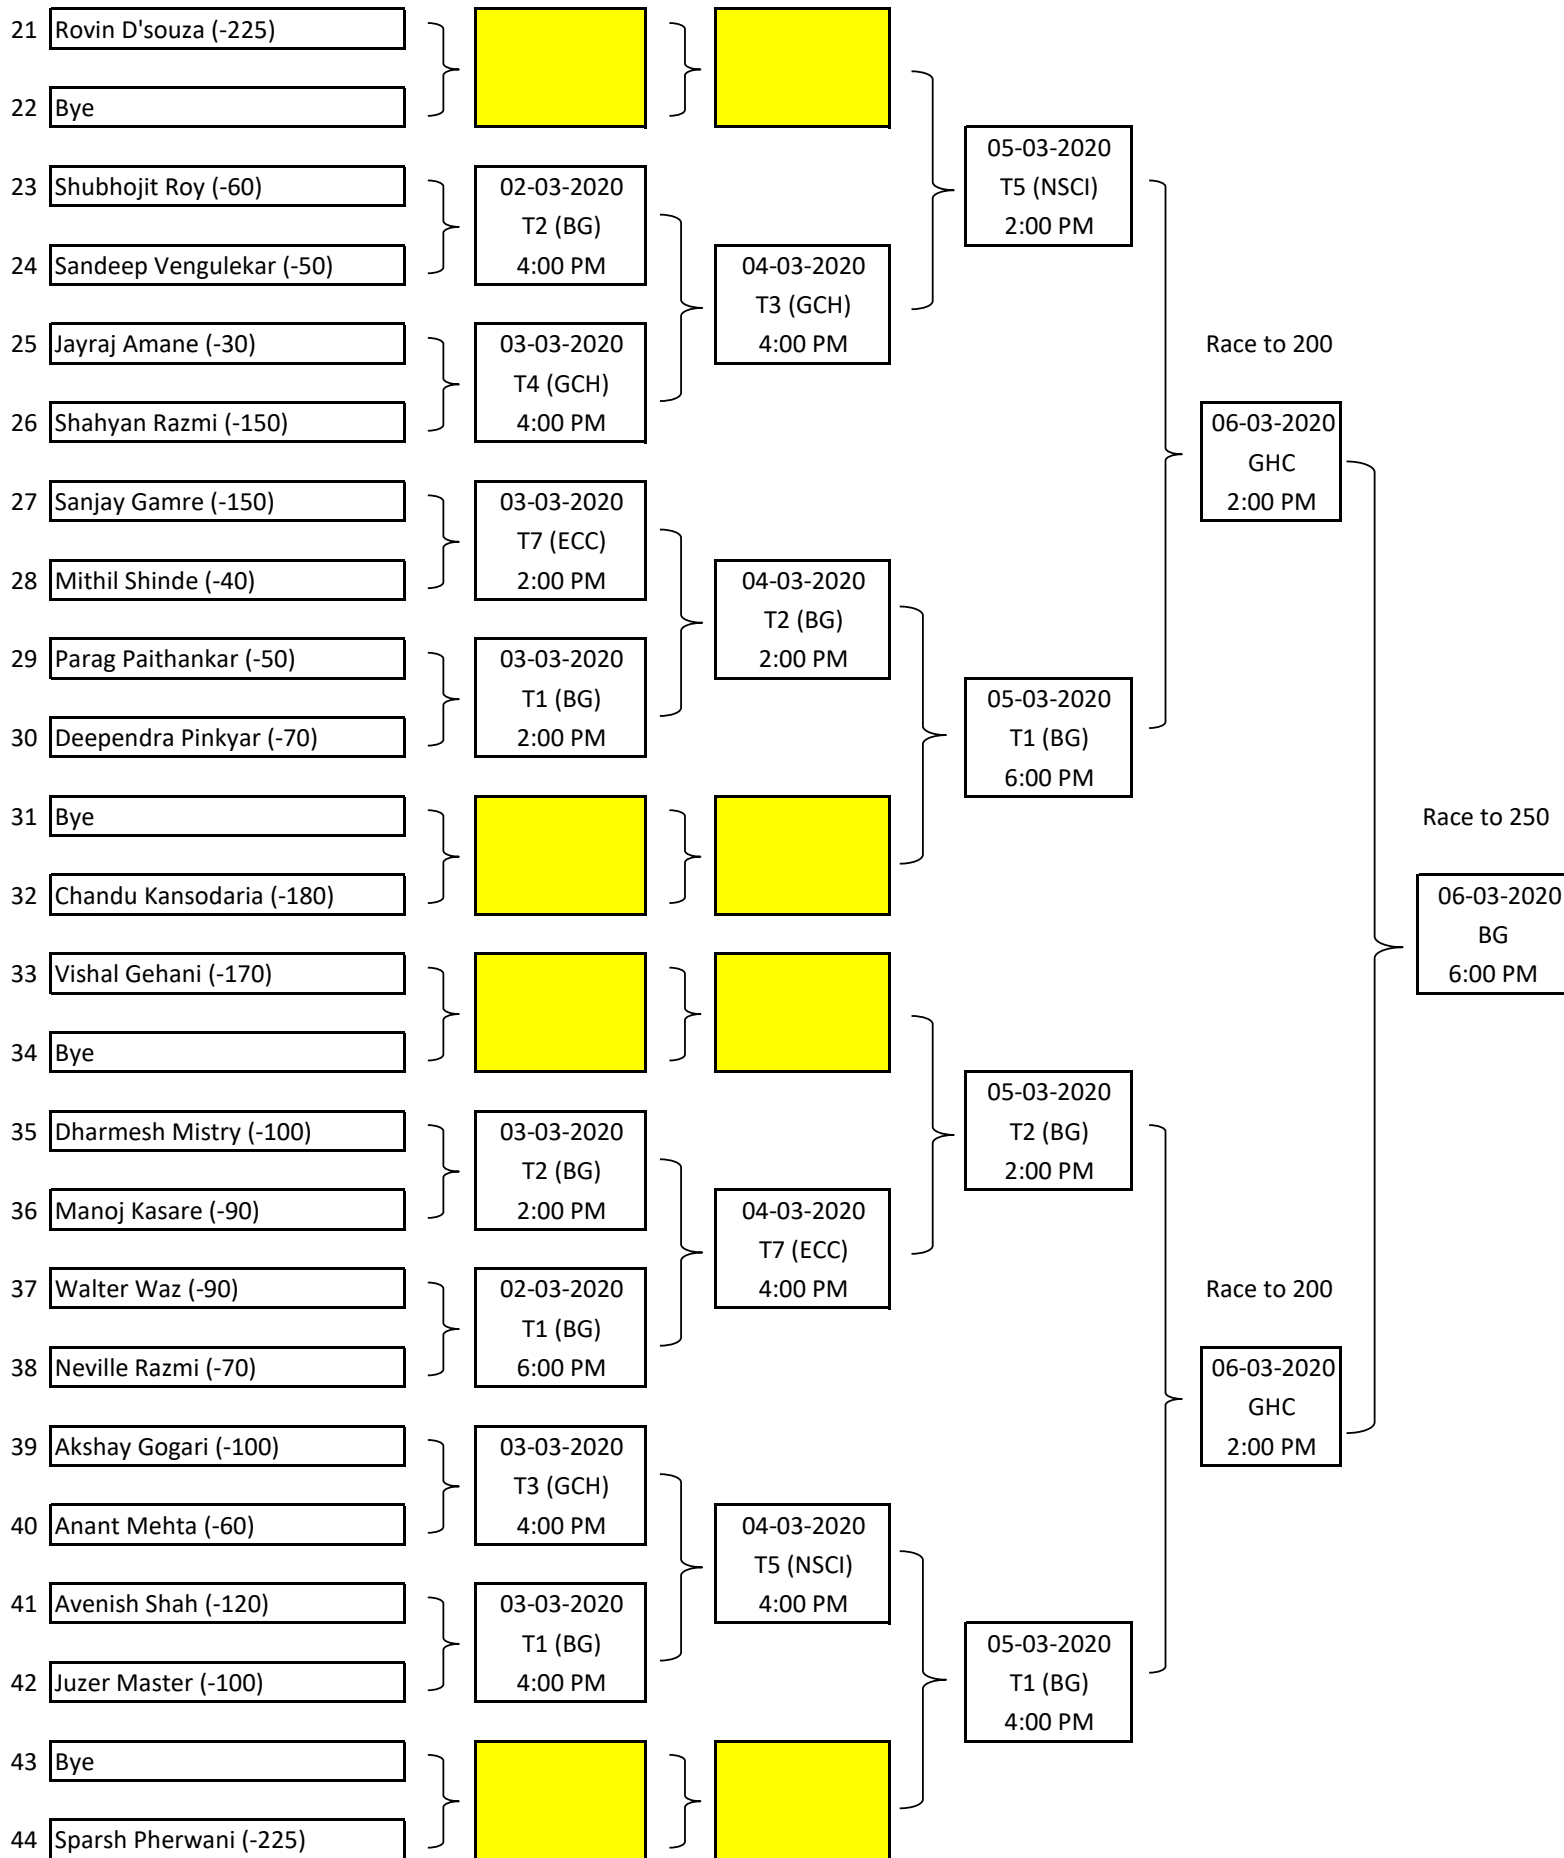 21 Rovin D'souza (-225)
22 Bye
05-03-2020
T5 (NSCI)
2:00 PM
23 Shubhojit Roy (-60)
02-03-2020
T2 (BG)
4:00 PM
24 Sandeep Vengulekar (-50)
04-03-2020
T3 (GCH)
4:00 PM
25 Jayraj Amane (-30)
03-03-2020
T4 (GCH)
4:00 PM
Race to 200
26 Shahyan Razmi (-150)
06-03-2020
GHC
2:00 PM
27 Sanjay Gamre (-150)
03-03-2020
T7 (ECC)
2:00 PM
28 Mithil Shinde (-40)
04-03-2020
T2 (BG)
2:00 PM
29 Parag Paithankar (-50)
03-03-2020
T1 (BG)
2:00 PM
30 Deependra Pinkyar (-70)
05-03-2020
T1 (BG)
6:00 PM
31 Bye
Race to 250
32 Chandu Kansodaria (-180)
06-03-2020
BG
6:00 PM
33 Vishal Gehani (-170)
34 Bye
05-03-2020
T2 (BG)
2:00 PM
35 Dharmesh Mistry (-100)
03-03-2020
T2 (BG)
2:00 PM
36 Manoj Kasare (-90)
04-03-2020
T7 (ECC)
4:00 PM
37 Walter Waz (-90)
02-03-2020
T1 (BG)
6:00 PM
Race to 200
38 Neville Razmi (-70)
06-03-2020
GHC
2:00 PM
39 Akshay Gogari (-100)
03-03-2020
T3 (GCH)
4:00 PM
40 Anant Mehta (-60)
04-03-2020
T5 (NSCI)
4:00 PM
41 Avenish Shah (-120)
03-03-2020
T1 (BG)
4:00 PM
42 Juzer Master (-100)
05-03-2020
T1 (BG)
4:00 PM
43 Bye
44 Sparsh Pherwani (-225)